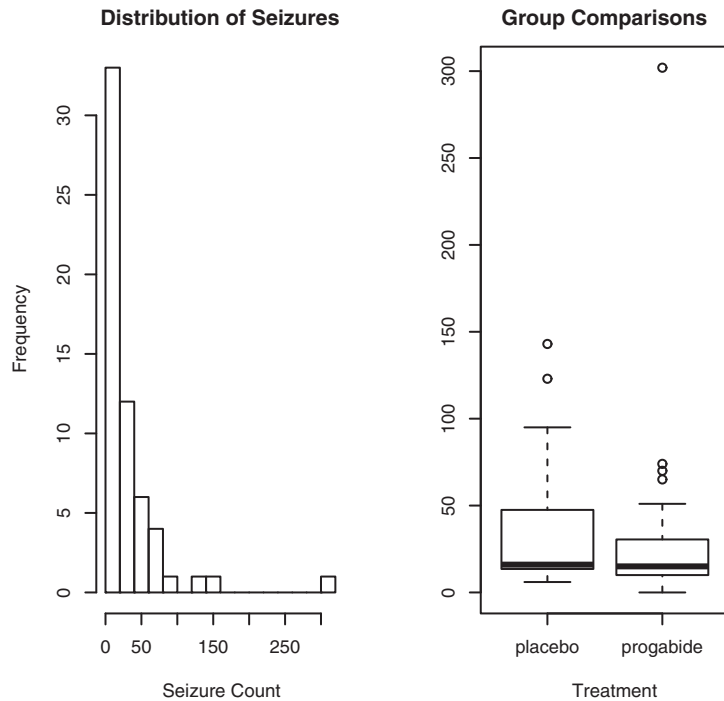 Distribution of Seizures
Frequency
0 5 10 15 20 25 30
0 50 150 250
Seizure Count
Group Comparisons
0 50 100 150 200 250 300
placebo progabide
Treatment